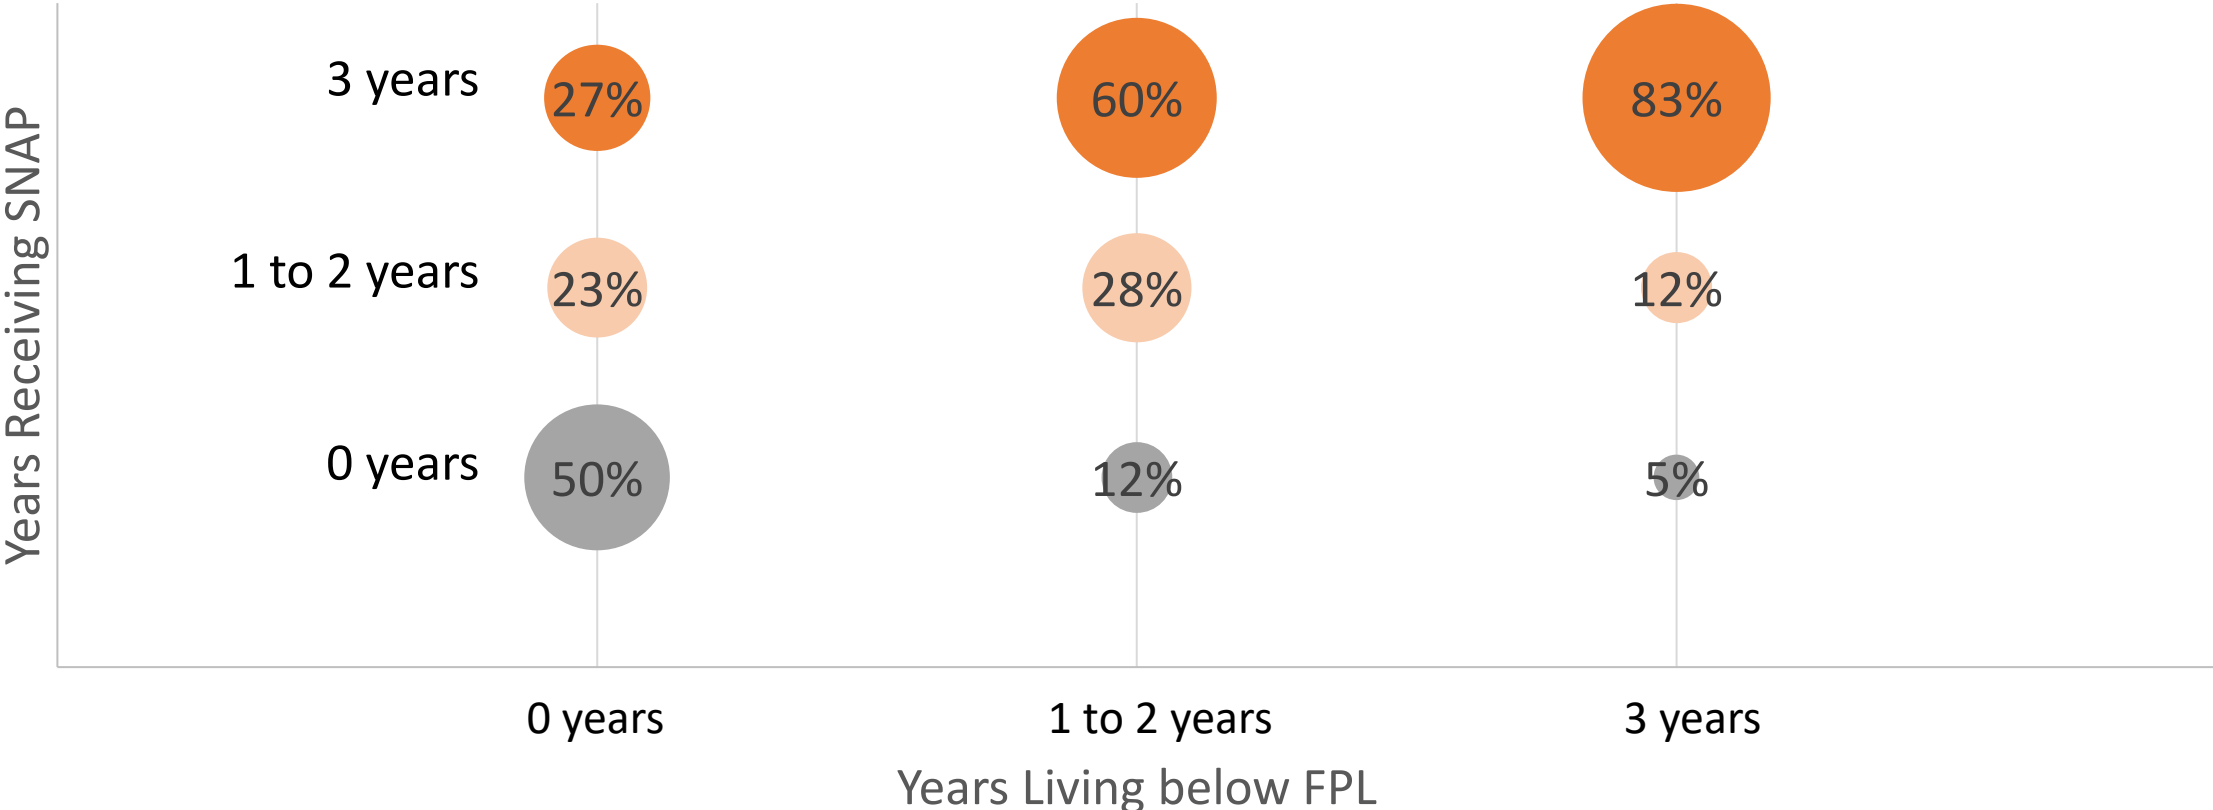 Years Receiving SNAP
3 years
27%
60%
83%
1 to 2 years
23%
28%
12%
0 years
50%
12%
5%
0 years
1 to 2 years
3 years
Years Living below FPL